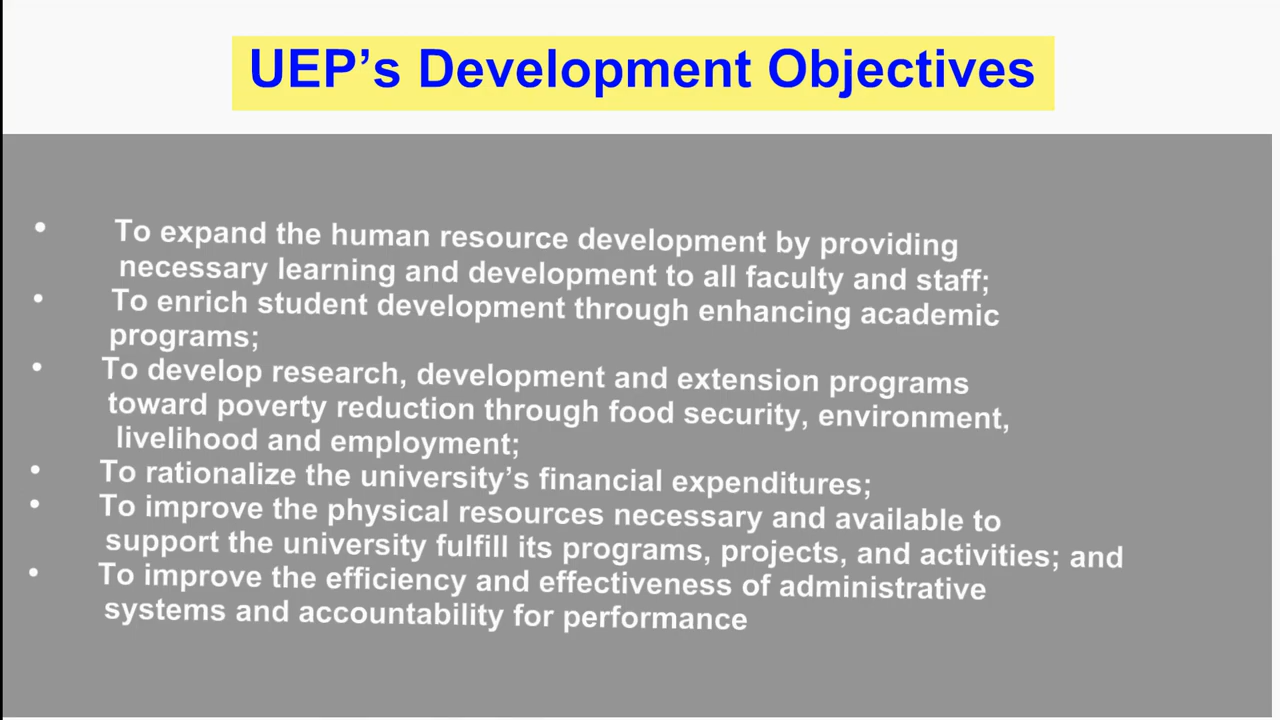 UEP’s Development Objectives
• To expand the human resource development by providing
necessary learning and development to all faculty and staff;
• To enrich student development through enhancing academic
programs;
• To develop research, development and extension programs
toward poverty reduction through food security, environment,
livelihood and employment;
• To rationalize the university’s financial expenditures;
• To improve the physical resources necessary and available to
support the university fulfill its programs, projects, and activities; and
• To improve the efficiency and effectiveness of administrative
systems and accountability for performance